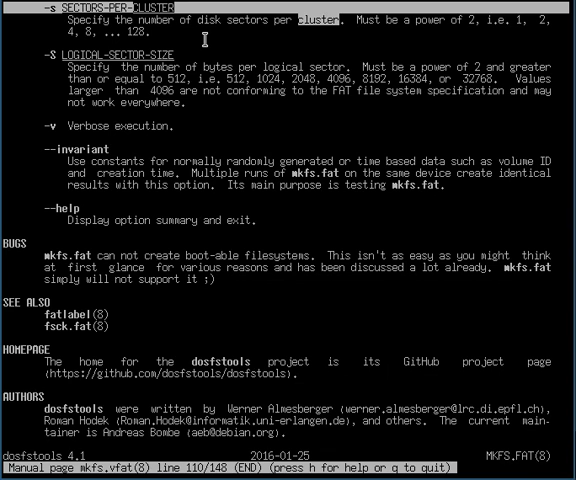 -s SECTORS-PER-CLUSTER
Specify the number of disk sectors per cluster.  Must be a power of 2, i.e. 1, 2,
4, 8, ... 128.
-S LOGICAL-SECTOR-SIZE
Specify the number of bytes per logical sector.  Must be a power of 2 and greater
than or equal to 512, i.e. 512, 1024, 2048, 4096, 8192, 16384, or 32768.  Values
larger than 4096 are not conforming to the FAT file system specification and may
not work everywhere.
-v  Verbose execution.
--invariant
Use constants for normally randomly generated or time based data such as volume ID
and creation time.  Multiple runs of mkfs.fat on the same device create identical
results with this option.  Its main purpose is testing mkfs.fat.
--help
Display option summary and exit.
BUGS
mkfs.fat can not create boot-able filesystems.  This isn't as easy as you might think
at first glance for various reasons and has been discussed a lot already.  mkfs.fat
simply will not support it ;)
SEE ALSO
fatlabel(8)
fsck.fat(8)
HOMEPAGE
The home for the dosfstools project is its GitHub project page
⟨https://github.com/dosfstools/dosfstools⟩.
AUTHORS
dosfstools were written by Werner Almesberger ⟨werner.almesberger@lrc.di.epfl.ch⟩,
Roman Hodek ⟨Roman.Hodek@informatik.uni-erlangen.de⟩, and others.  The current main-
tainer is Andreas Bombe ⟨aeb@debian.org⟩.
dosfstools 4.1 2016-01-25 MKFS.FAT(8)
Manual page mkfs.vfat(8) line 110/148 (END) (press h for help or q to quit)